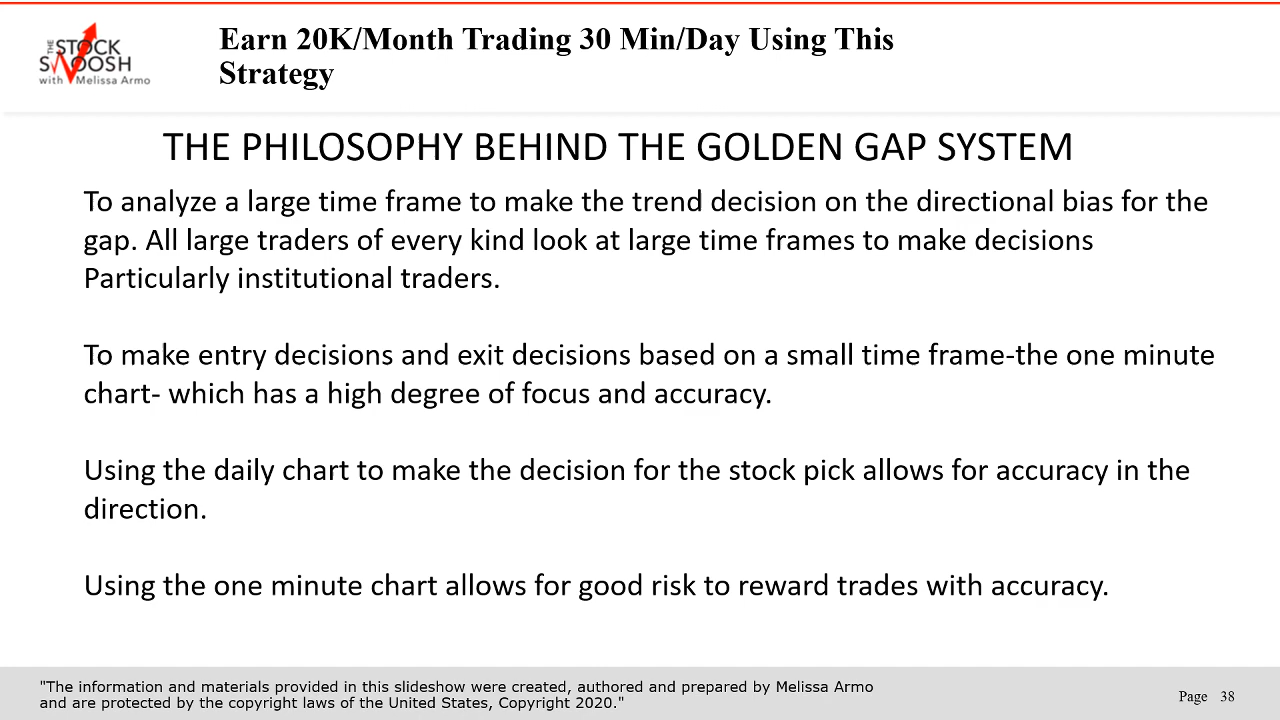 THE
STOCK
SWOOSH
with Melissa Armo
Earn 20K/Month Trading 30 Min/Day Using This
Strategy
THE PHILOSOPHY BEHIND THE GOLDEN GAP SYSTEM
To analyze a large time frame to make the trend decision on the directional bias for the
gap. All large traders of every kind look at large time frames to make decisions
Particularly institutional traders.
To make entry decisions and exit decisions based on a small time frame-the one minute
chart- which has a high degree of focus and accuracy.
Using the daily chart to make the decision for the stock pick allows for accuracy in the
direction.
Using the one minute chart allows for good risk to reward trades with accuracy.
"The information and materials provided in this slideshow were created, authored and prepared by Melissa Armo
and are protected by the copyright laws of the United States, Copyright 2020."
Page 38